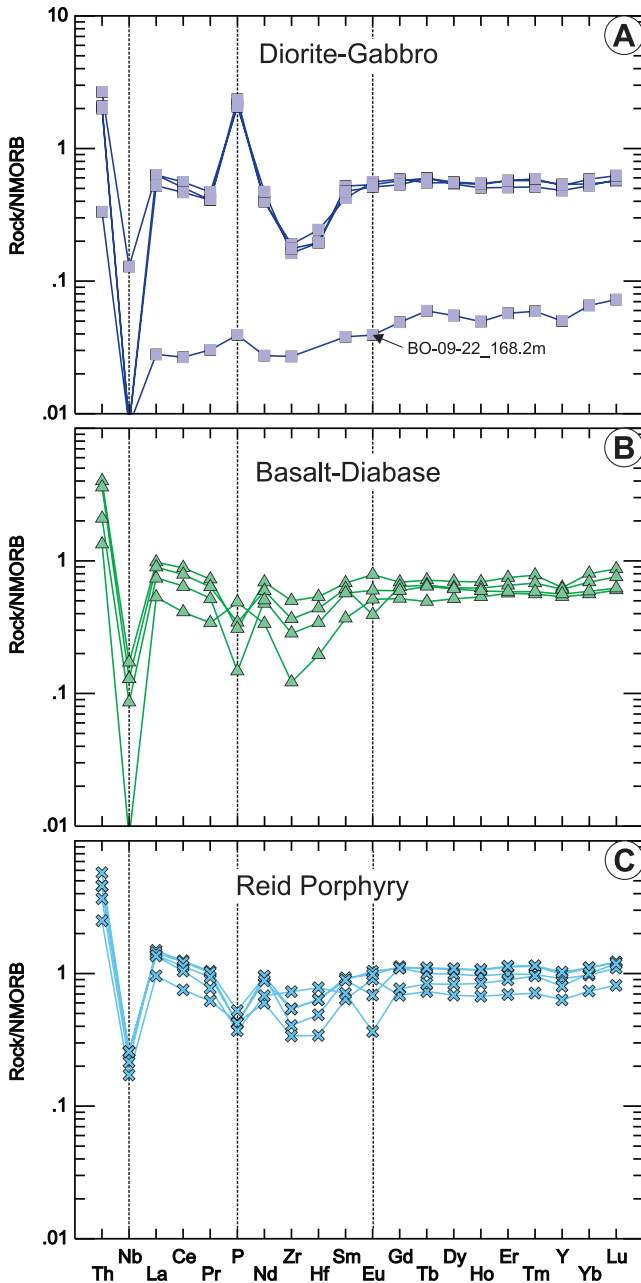 10
1
.1
.01
Rock/NMORB
Diorite-Gabbro
A
BO-09-22_168.2m
1
.1
.01
Rock/NMORB
Basalt-Diabase
B
1
.1
.01
Rock/NMORB
Reid Porphyry
C
Th Nb La Ce Pr P Nd Zr Hf Sm Eu Gd Tb Dy Ho Er Tm Y Yb Lu